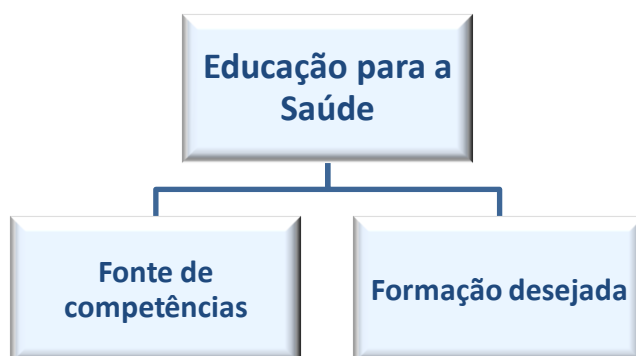 Educação para a
Saúde
Fonte de
competências
Formação desejada